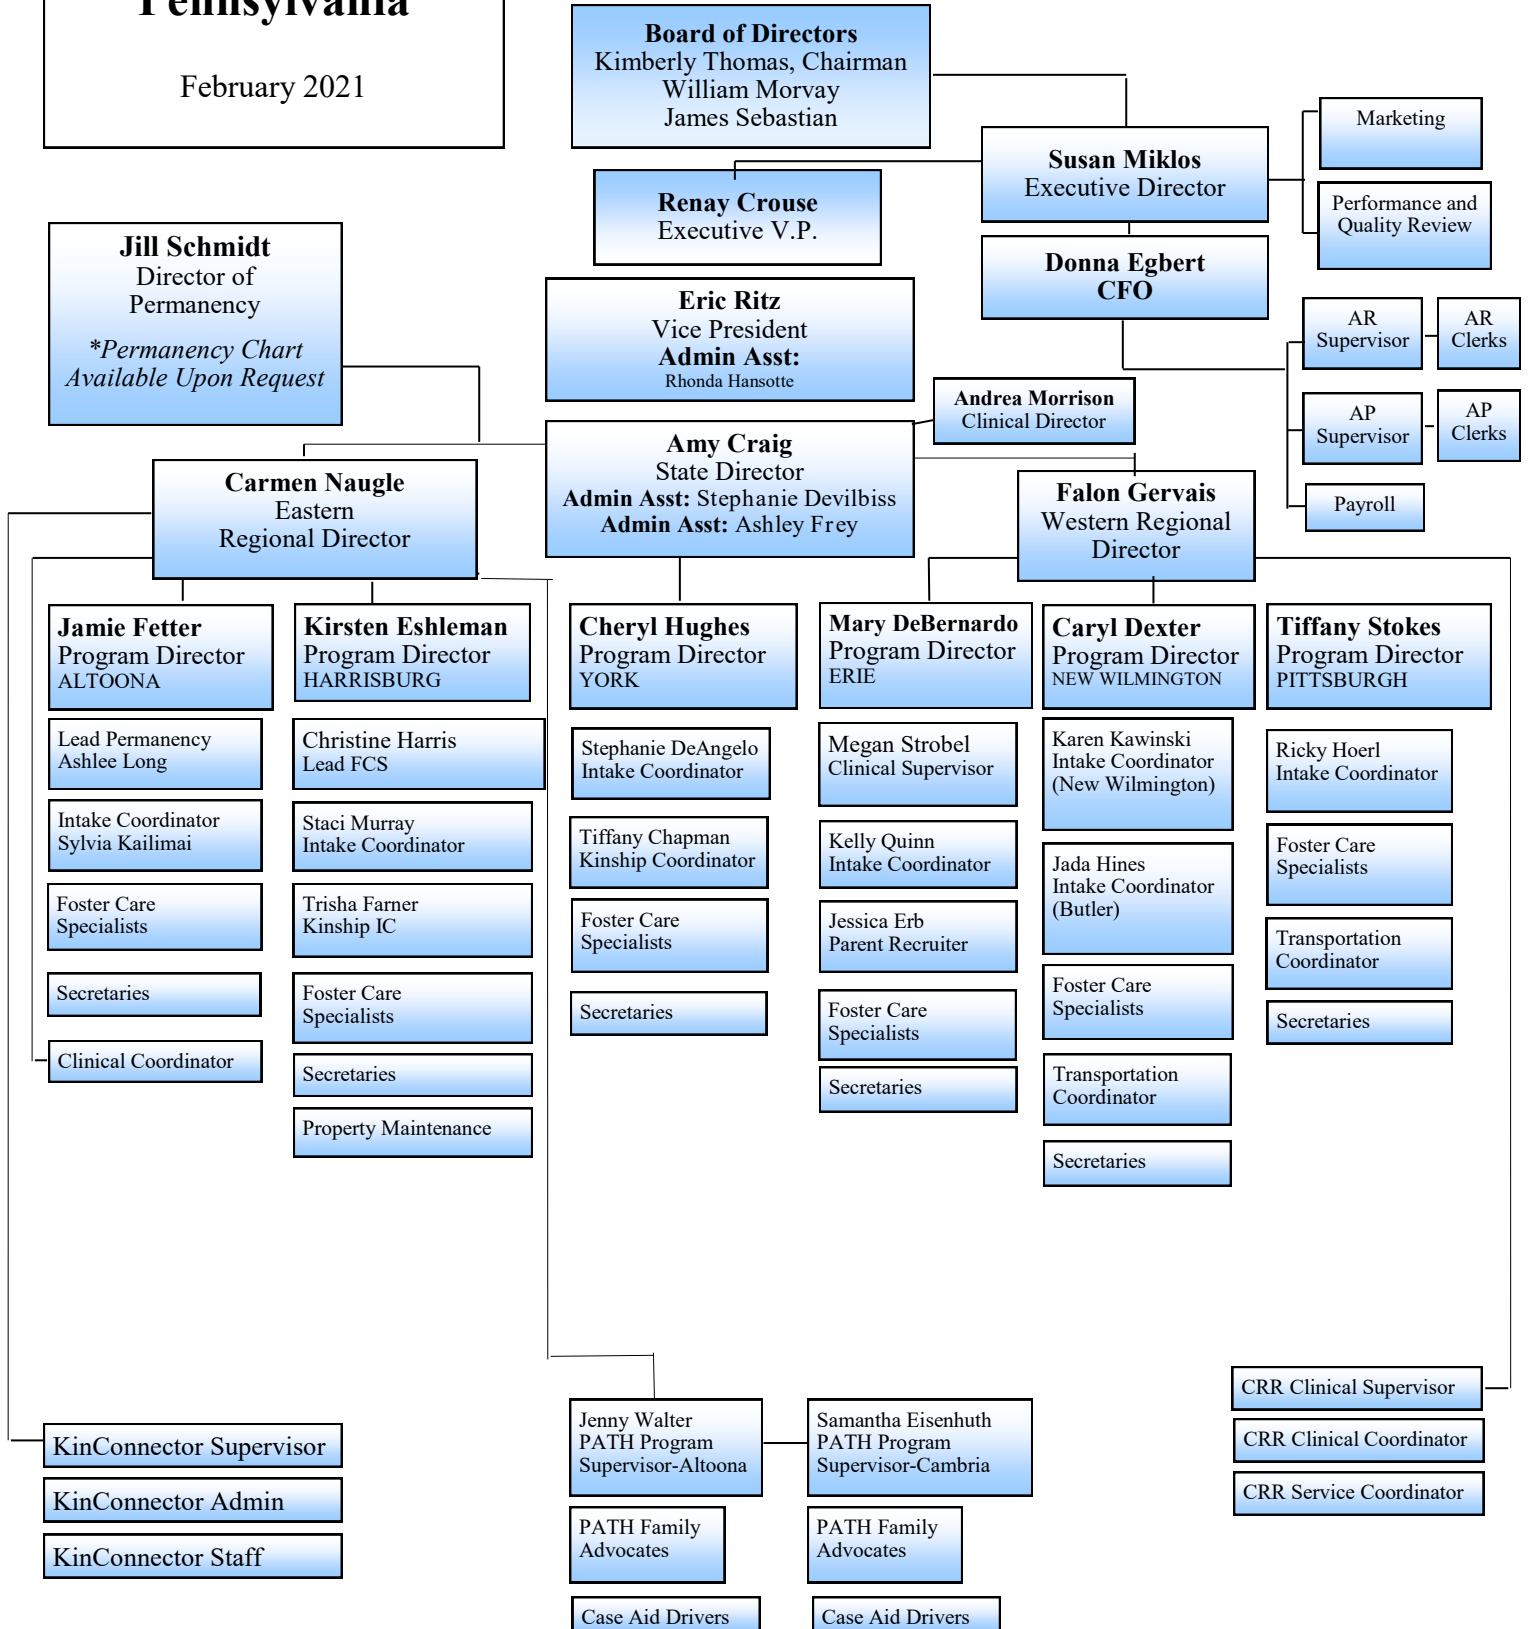 Pennsylvania
February 2021
Board of Directors
Kimberly Thomas, Chairman
William Morvay
James Sebastian
Susan Miklos
Executive Director
Marketing
Performance and
Quality Review
Renay Crouse
Executive V.P.
Donna Egbert
CFO
Jill Schmidt
Director of
Permanency
*Permanency Chart
Available Upon Request
Eric Ritz
Vice President
Admin Asst:
Rhonda Hansotte
AR
Supervisor
AR
Clerks
AP
Supervisor
AP
Clerks
Payroll
Andrea Morrison
Clinical Director
Amy Craig
State Director
Admin Asst: Stephanie Devilbiss
Admin Asst: Ashley Frey
Carmen Naugle
Eastern
Regional Director
Falon Gervais
Western Regional
Director
Jamie Fetter
Program Director
ALTOONA
Lead Permanency
Ashlee Long
Intake Coordinator
Sylvia Kailimai
Foster Care
Specialists
Secretaries
Clinical Coordinator
Kirsten Eshleman
Program Director
HARRISBURG
Christine Harris
Lead FCS
Staci Murray
Intake Coordinator
Trisha Farner
Kinship IC
Foster Care
Specialists
Secretaries
Property Maintenance
Cheryl Hughes
Program Director
YORK
Stephanie DeAngelo
Intake Coordinator
Tiffany Chapman
Kinship Coordinator
Foster Care
Specialists
Secretaries
Mary DeBernardo
Program Director
ERIE
Megan Strobel
Clinical Supervisor
Kelly Quinn
Intake Coordinator
Jessica Erb
Parent Recruiter
Foster Care
Specialists
Secretaries
Caryl Dexter
Program Director
NEW WILMINGTON
Karen Kawinski
Intake Coordinator
(New Wilmington)
Jada Hines
Intake Coordinator
(Butler)
Foster Care
Specialists
Transportation
Coordinator
Secretaries
Tiffany Stokes
Program Director
PITTSBURGH
Ricky Hoerl
Intake Coordinator
Foster Care
Specialists
Transportation
Coordinator
Secretaries
KinConnector Supervisor
KinConnector Admin
KinConnector Staff
Jenny Walter
PATH Program
Supervisor-Altoona
PATH Family
Advocates
Case Aid Drivers
Samantha Eisenhuth
PATH Program
Supervisor-Cambria
PATH Family
Advocates
Case Aid Drivers
CRR Clinical Supervisor
CRR Clinical Coordinator
CRR Service Coordinator